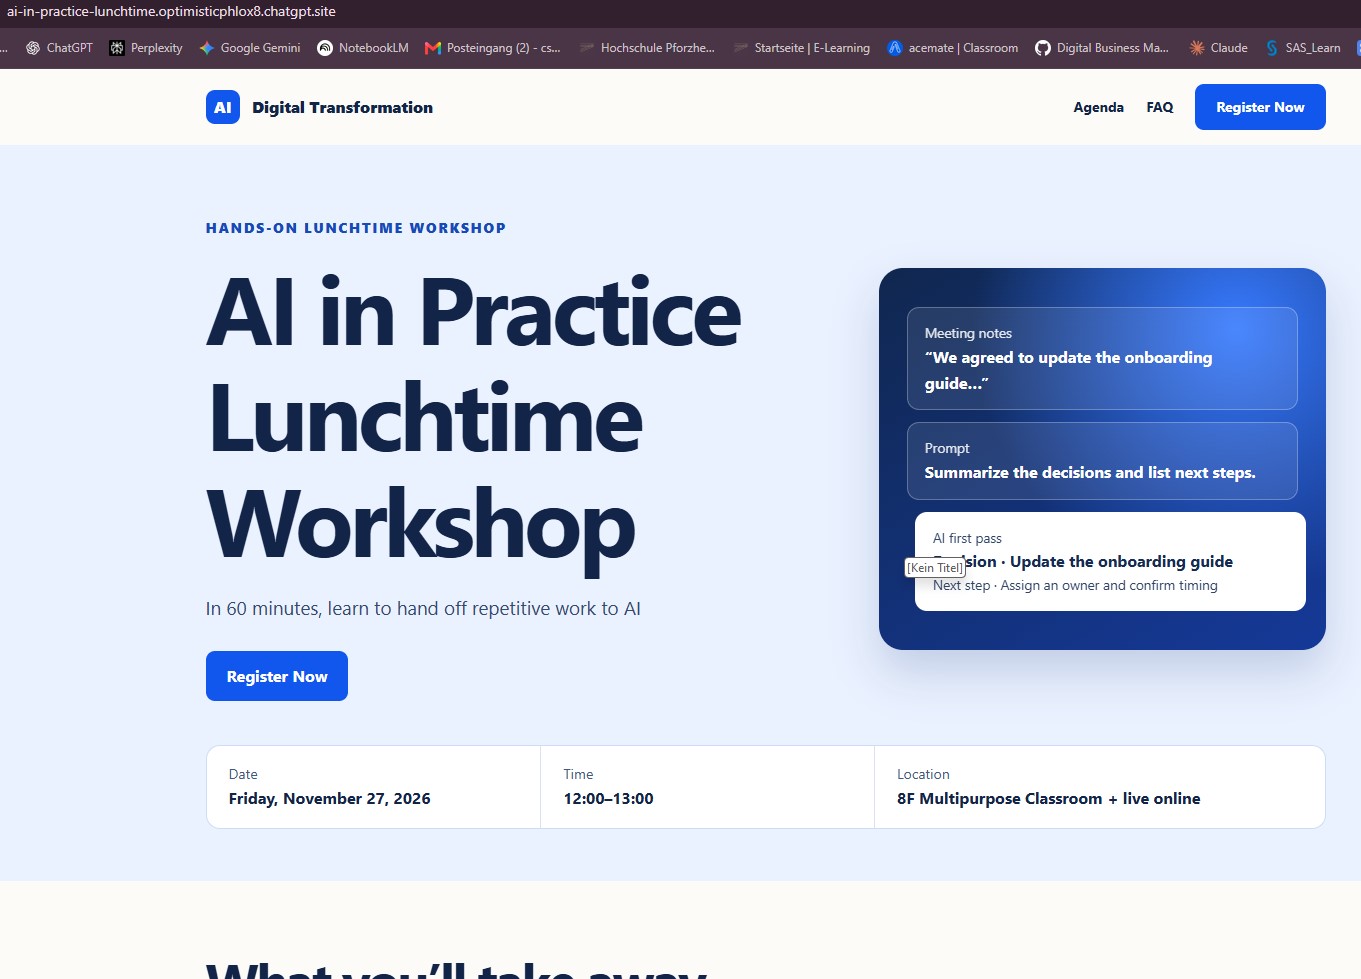 ai-in-practice-lunchtime.optimisticphlox8.chatgpt.site
... ChatGPT Perplexity Google Gemini NotebookLM Posteingang (2) - cs... Hochschule Pforzhe... Startseite | E-Learning acemate | Classroom Digital Business Ma... Claude SAS_Learn
AI Digital Transformation Agenda FAQ Register Now
HANDS-ON LUNCHTIME WORKSHOP
AI in Practice
Lunchtime
Workshop
In 60 minutes, learn to hand off repetitive work to AI
Register Now
Meeting notes
“We agreed to update the onboarding
guide...”
Prompt
Summarize the decisions and list next steps.
AI first pass
· Update the onboarding guide
[Kein Titel]
Next step · Assign an owner and confirm timing
Date
Friday, November 27, 2026
Time
12:00–13:00
Location
8F Multipurpose Classroom + live online
What you’ll take away